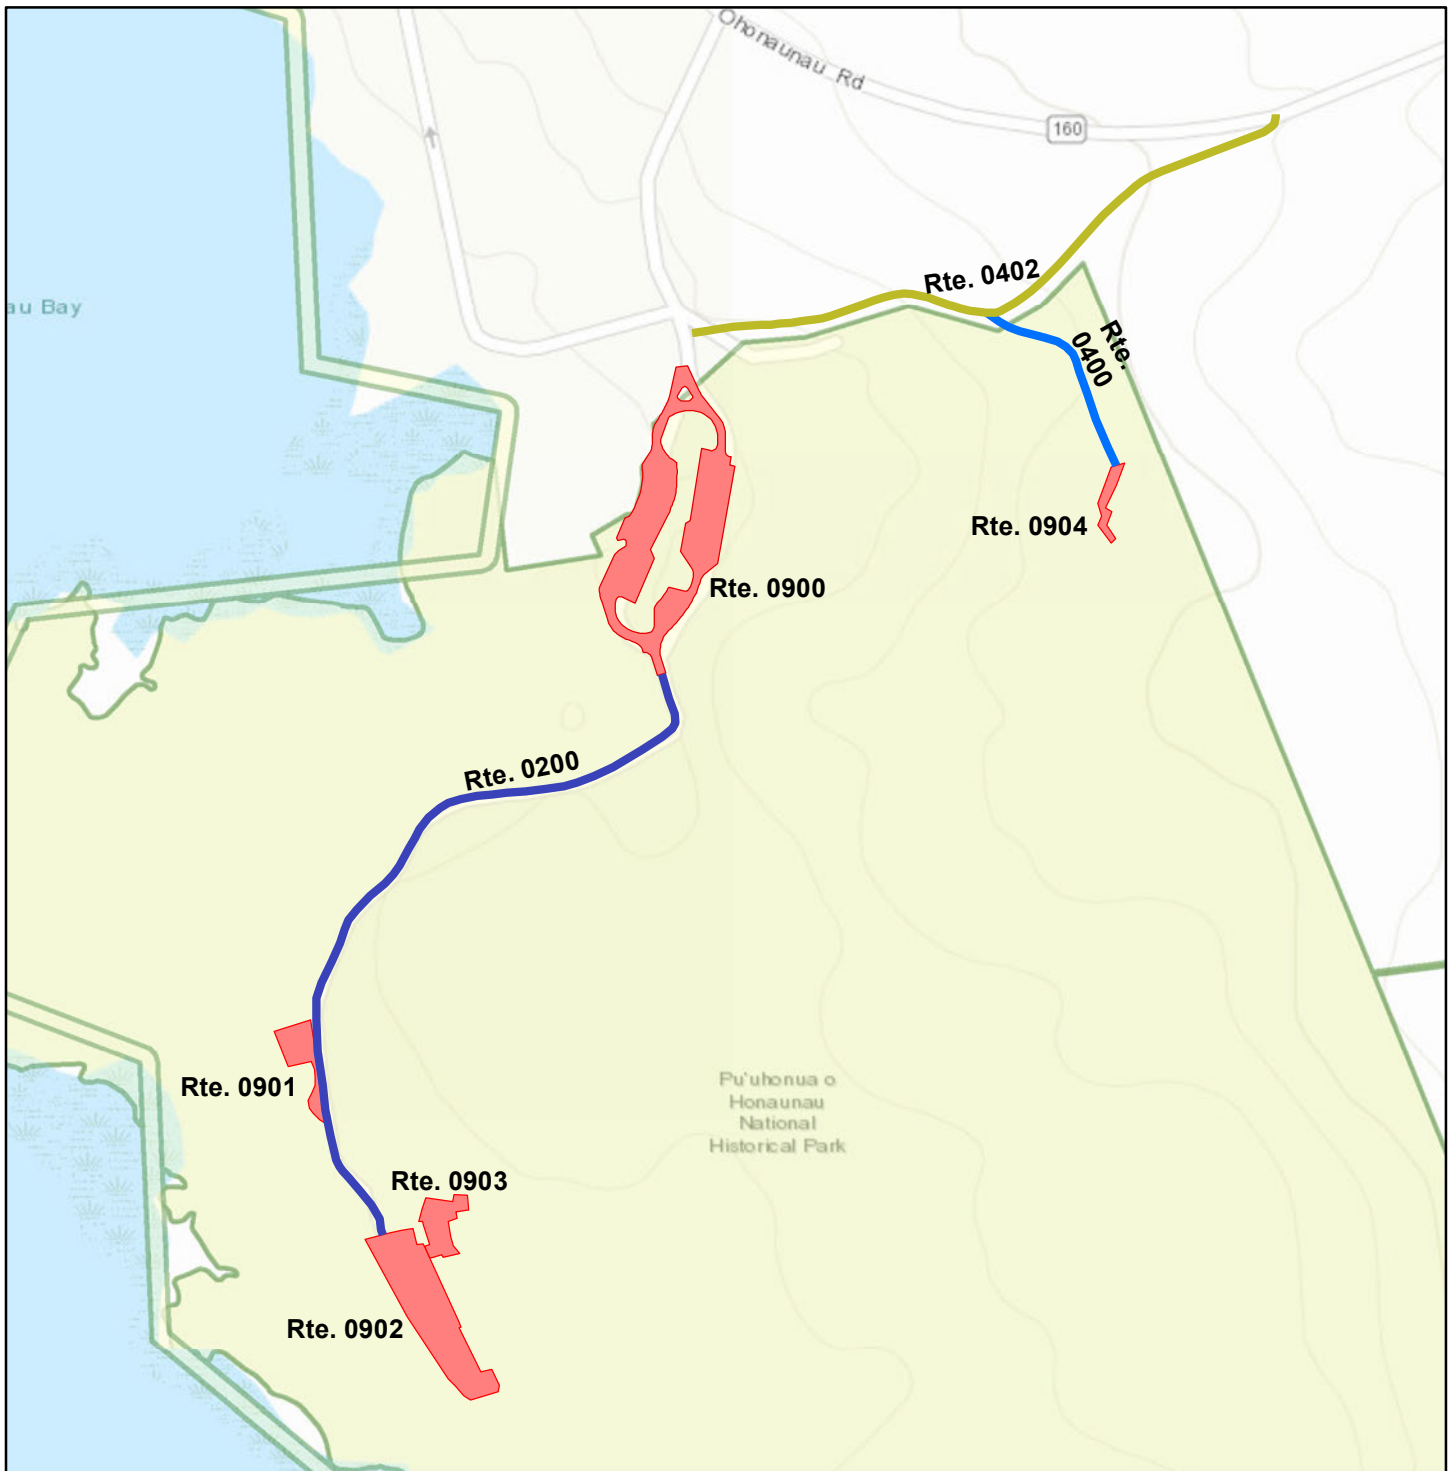 Ohonaunau Rd
160
Rte. 0402
au Bay
Rte.
0400
Rte. 0904
Rte. 0900
Rte. 0200
Rte. 0901
Pu'uhonua o
Honaunau
National
Historical Park
Rte. 0903
Rte. 0902